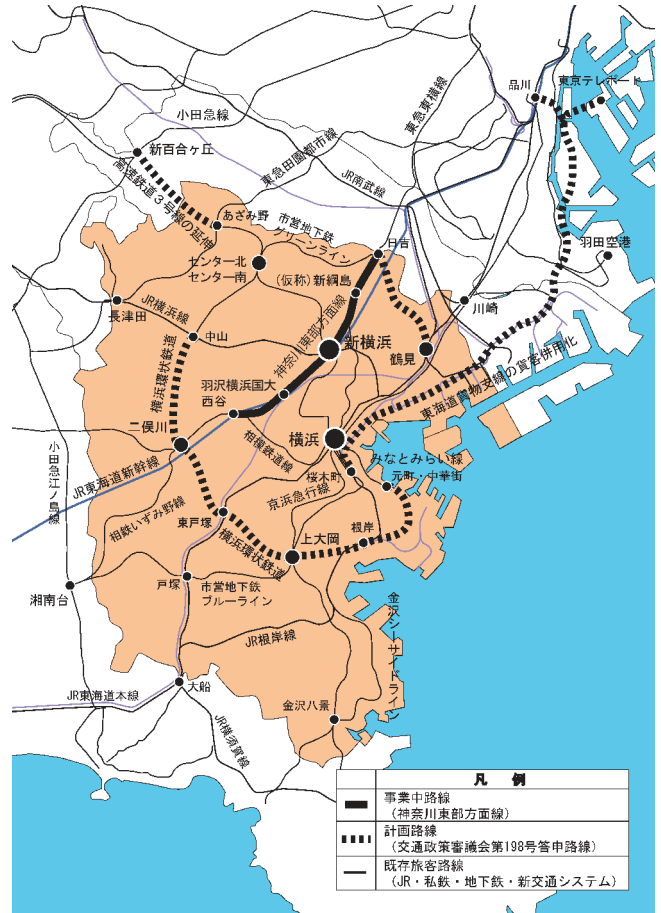 品川
東京テレポート
小田急線
東急東横線
新百合ヶ丘
東急田園都市線
JR南武線
高速鉄道3号線の延伸
あざみ野
市営地下鉄
グリーンライン
日吉
羽田空港
センター北
センター南
(仮称)新綱島
川崎
JR横浜線
長津田
中山
神奈川東部方面線
新横浜
鶴見
横浜環状鉄道
羽沢横浜国大
西谷
東海道貨物支線の貨客併用化
二俣川
横浜
小田急江ノ島線
JR東海道新幹線
相模鉄道線
みなとみらい線
桜木町
元町・中華街
京浜急行線
相鉄いずみ野線
東戸塚
横浜環状鉄道
根岸
上大岡
湘南台
戸塚
市営地下鉄
ブルーライン
金沢シーサイドライン
JR根岸線
JR東海道本線
大船
JR横須賀線
金沢八景
凡 例
事業中路線
(神奈川東部方面線)
計画路線
(交通政策審議会第198号答申路線)
既存旅客路線
(JR・私鉄・地下鉄・新交通システム)